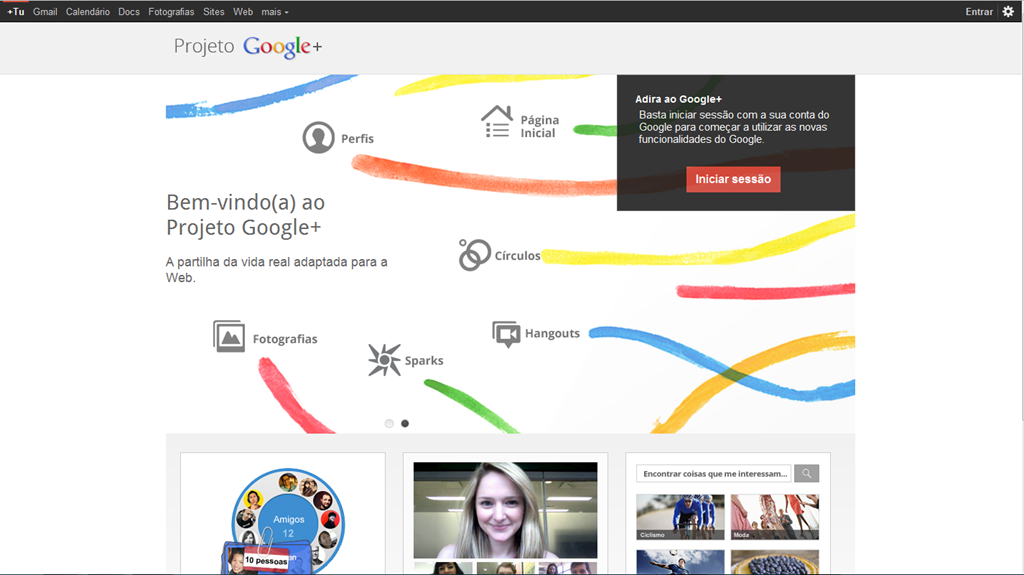 +Tu Gmail Calendário Docs Fotografias Sites Web mais
Entrar
Projeto Google+
Adira ao Google+
Basta iniciar sessão com a sua conta do
Google para começar a utilizar as novas
funcionalidades do Google.
Iniciar sessão
Página
Inicial
Perfis
Bem-vindo(a) ao
Projeto Google+
A partilha da vida real adaptada para a
Web.
Círculos
Hangouts
Fotografias
Sparks
Amigos
12
10 pessoas
Encontrar coisas que me interessam...
Ciclismo
Moda